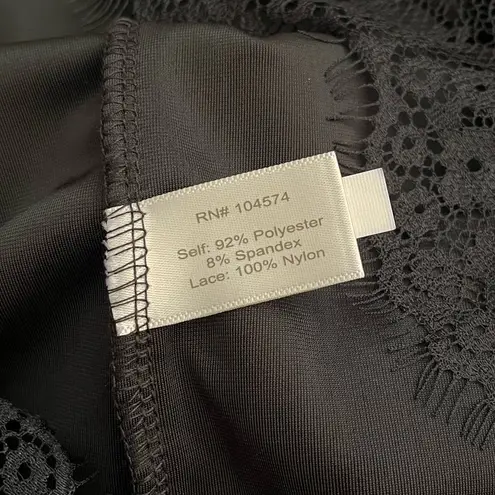 RN# 104574
Self: 92% Polyester
8% Spandex
Lace: 100% Nylon